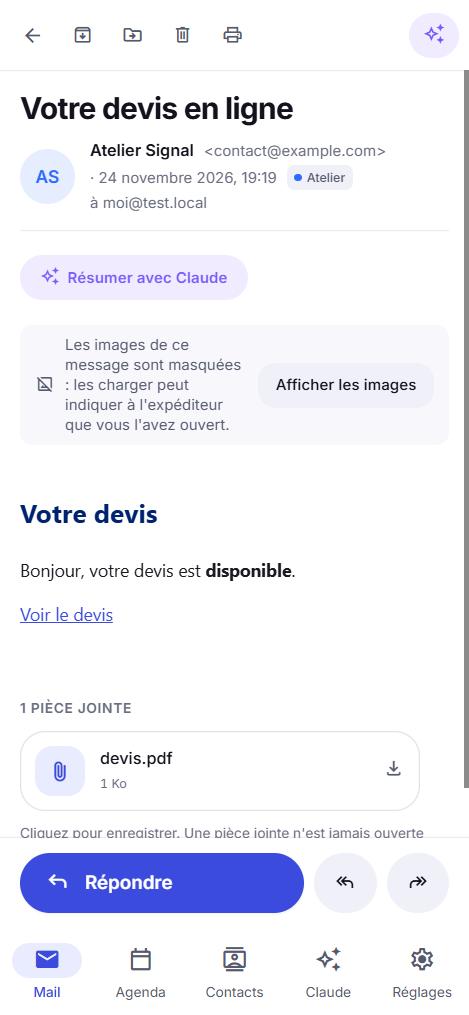 Votre devis en ligne
AS
Atelier Signal <contact@example.com>
· 24 novembre 2026, 19:19 Atelier
à moi@test.local
Résumer avec Claude
Les images de ce
message sont masquées
: les charger peut
indiquer à l'expéditeur
que vous l'avez ouvert.
Afficher les images
Votre devis
Bonjour, votre devis est disponible.
Voir le devis
1 PIÈCE JOINTE
devis.pdf
1 Ko
Cliquez pour enregistrer. Une pièce jointe n'est jamais ouverte
Répondre
Mail Agenda Contacts Claude Réglages